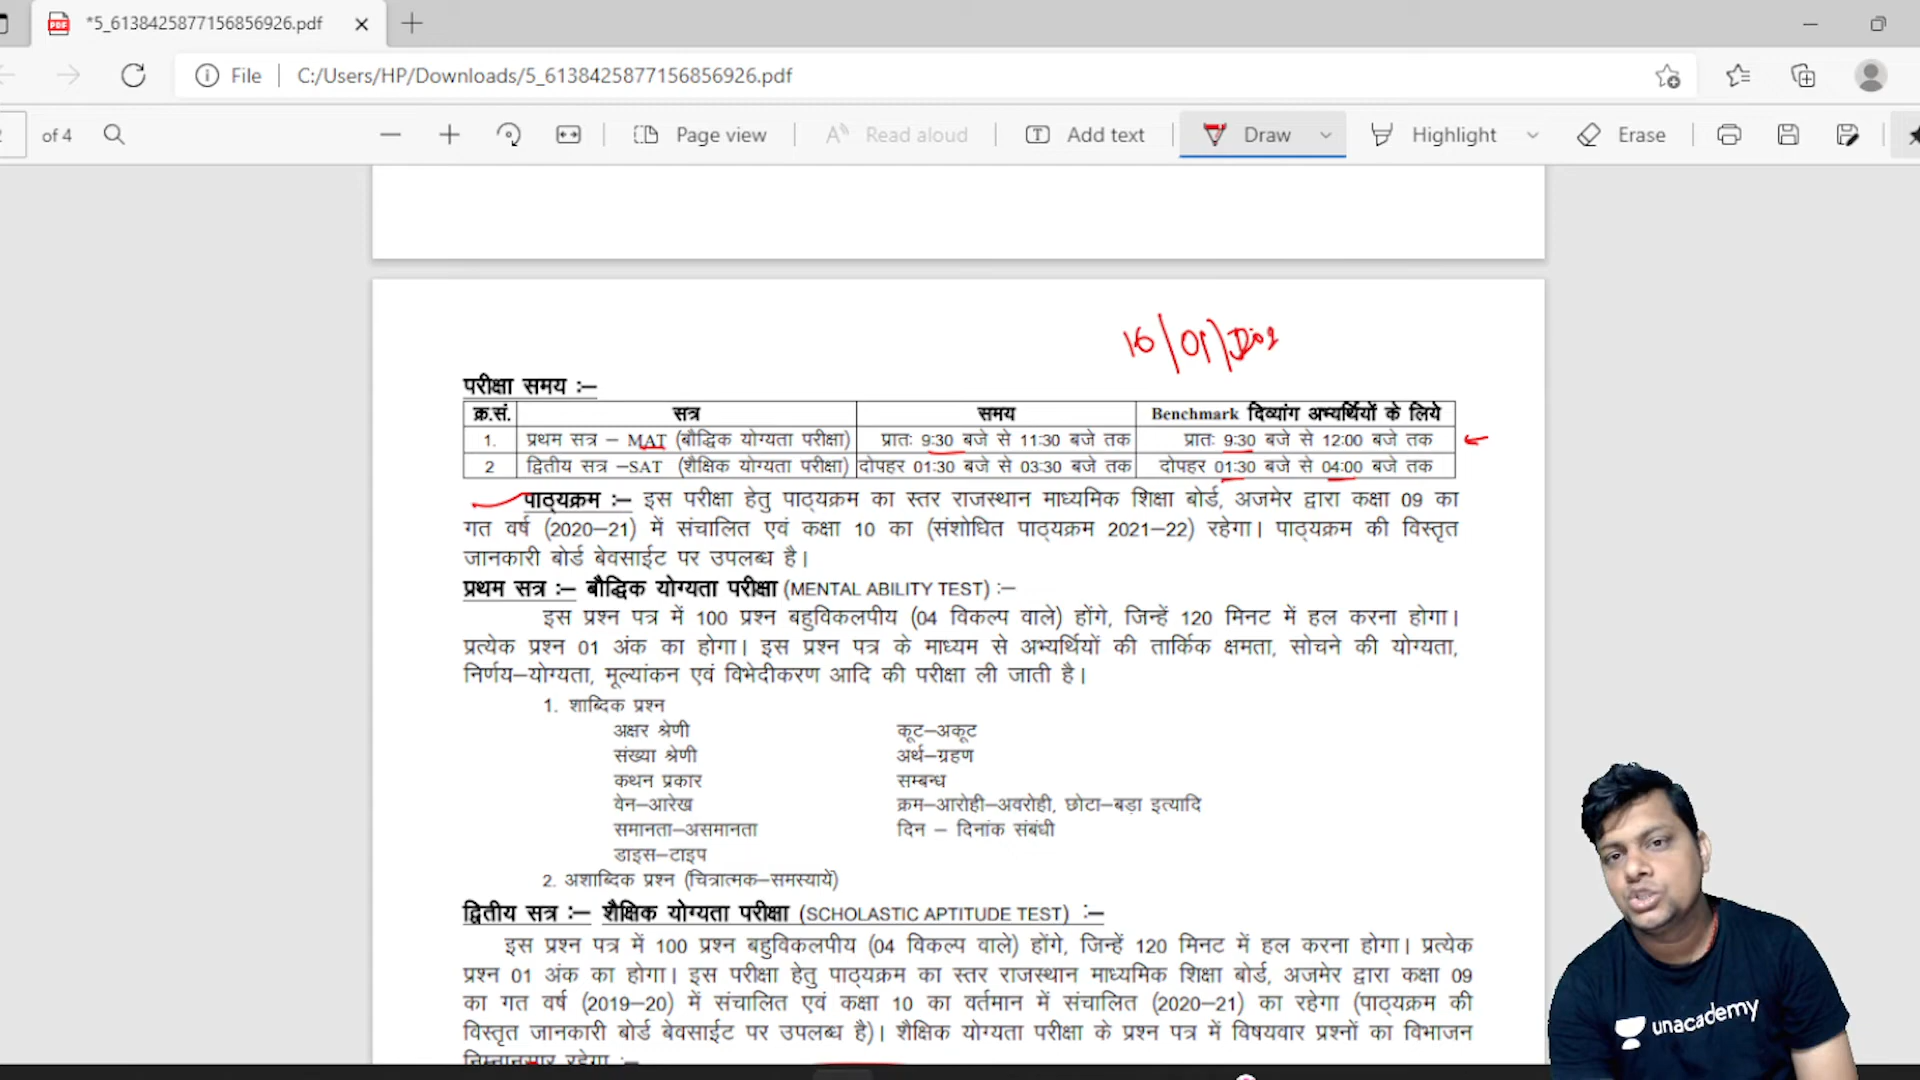 *5_6138425877156856926.pdf
File C:/Users/HP/Downloads/5_6138425877156856926.pdf
of 4 Page view Read aloud Add text Draw Highlight Erase
16/01/
परीक्षा समय :–
क्र.सं. सत्र समय Benchmark दिव्यांग अभ्यर्थियों के लिये
1. प्रथम सत्र – MAT (बौद्धिक योग्यता परीक्षा) प्रातः 9:30 बजे से 11:30 बजे तक प्रातः 9:30 बजे से 12:00 बजे तक
2 द्वितीय सत्र –SAT (शैक्षिक योग्यता परीक्षा) दोपहर 01:30 बजे से 03:30 बजे तक दोपहर 01:30 बजे से 04:00 बजे तक
पाठ्यक्रम :– इस परीक्षा हेतु पाठ्यक्रम का स्तर राजस्थान माध्यमिक शिक्षा बोर्ड, अजमेर द्वारा कक्षा 09 का
गत वर्ष (2020–21) में संचालित एवं कक्षा 10 का (संशोधित पाठ्यक्रम 2021–22) रहेगा। पाठ्यक्रम की विस्तृत
जानकारी बोर्ड बेवसाईट पर उपलब्ध है।
प्रथम सत्र :– बौद्धिक योग्यता परीक्षा (MENTAL ABILITY TEST) :–
इस प्रश्न पत्र में 100 प्रश्न बहुविकलपीय (04 विकल्प वाले) होंगे, जिन्हें 120 मिनट में हल करना होगा।
प्रत्येक प्रश्न 01 अंक का होगा। इस प्रश्न पत्र के माध्यम से अभ्यर्थियों की तार्किक क्षमता, सोचने की योग्यता,
निर्णय–योग्यता, मूल्यांकन एवं विभेदीकरण आदि की परीक्षा ली जाती है।
1. शाब्दिक प्रश्न
अक्षर श्रेणी कूट–अकूट
संख्या श्रेणी अर्थ–ग्रहण
कथन प्रकार सम्बन्ध
वेन–आरेख क्रम–आरोही–अवरोही, छोटा–बड़ा इत्यादि
समानता–असमानता दिन – दिनांक संबंधी
डाइस–टाइप
2. अशाब्दिक प्रश्न (चित्रात्मक–समस्यायें)
द्वितीय सत्र :– शैक्षिक योग्यता परीक्षा (SCHOLASTIC APTITUDE TEST) :–
इस प्रश्न पत्र में 100 प्रश्न बहुविकलपीय (04 विकल्प वाले) होंगे, जिन्हें 120 मिनट में हल करना होगा। प्रत्येक
प्रश्न 01 अंक का होगा। इस परीक्षा हेतु पाठ्यक्रम का स्तर राजस्थान माध्यमिक शिक्षा बोर्ड, अजमेर द्वारा कक्षा 09
का गत वर्ष (2019–20) में संचालित एवं कक्षा 10 का वर्तमान में संचालित (2020–21) का रहेगा (पाठ्यक्रम की
विस्तृत जानकारी बोर्ड बेवसाईट पर उपलब्ध है)। शैक्षिक योग्यता परीक्षा के प्रश्न पत्र में विषयवार प्रश्नों का विभाजन
निम्नानुसार रहेगा :–
unacademy